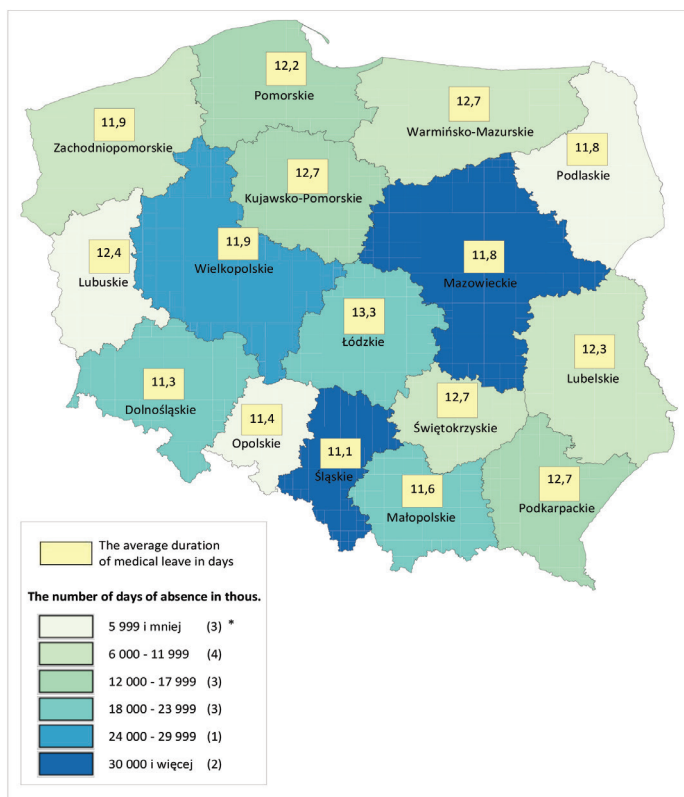 12,2
Pomorskie
12,7
Warmińsko-Mazurskie
11,9
Zachodniopomorskie
11,8
Podlaskie
12,7
Kujawsko-Pomorskie
11,9
Wielkopolskie
11,8
Mazowieckie
12,4
Lubuskie
13,3
Łódzkie
12,3
Lubelskie
11,3
Dolnośląskie
12,7
Świętokrzyskie
11,4
Opolskie
11,1
Śląskie
11,6
Małopolskie
12,7
Podkarpackie
The average duration
of medical leave in days
The number of days of absence in thous.
5 999 i mniej (3) *
6 000 - 11 999 (4)
12 000 - 17 999 (3)
18 000 - 23 999 (3)
24 000 - 29 999 (1)
30 000 i więcej (2)